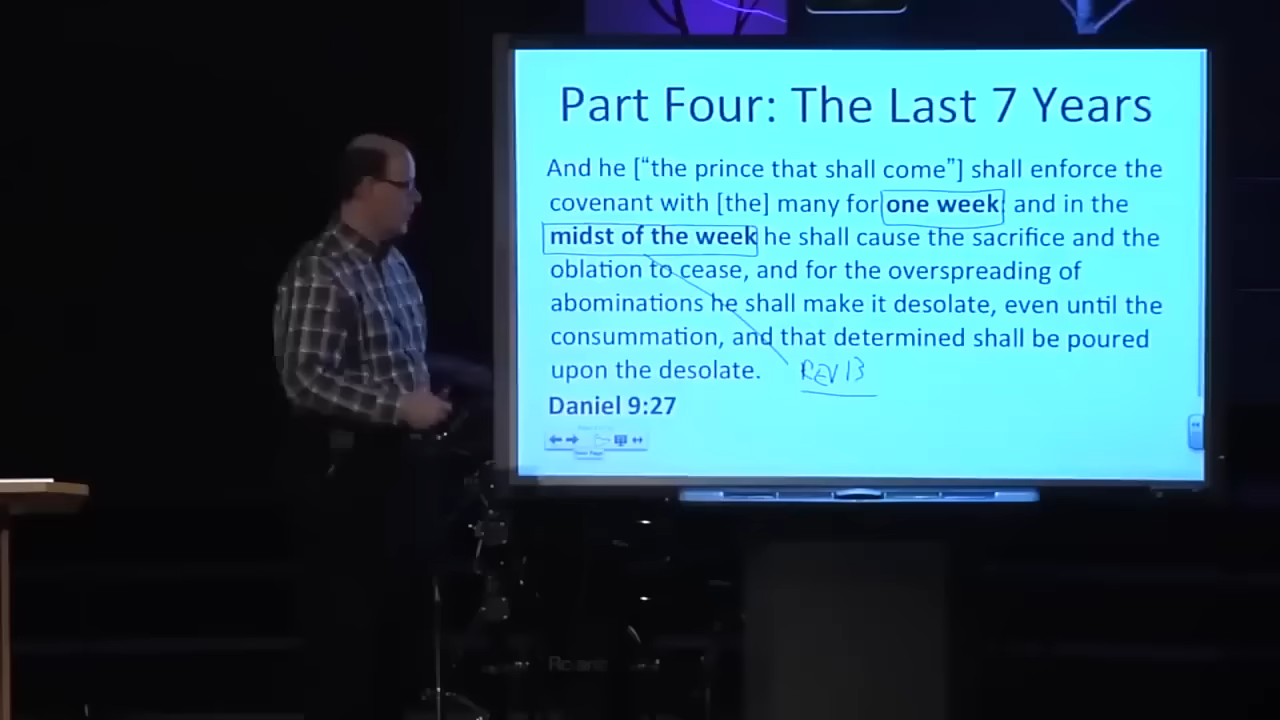 Part Four: The Last 7 Years
And he [“the prince that shall come”] shall enforce the
covenant with [the] many for one week; and in the
midst of the week he shall cause the sacrifice and the
oblation to cease, and for the overspreading of
abominations he shall make it desolate, even until the
consummation, and that determined shall be poured
upon the desolate.
REV 13
Daniel 9:27
Roland